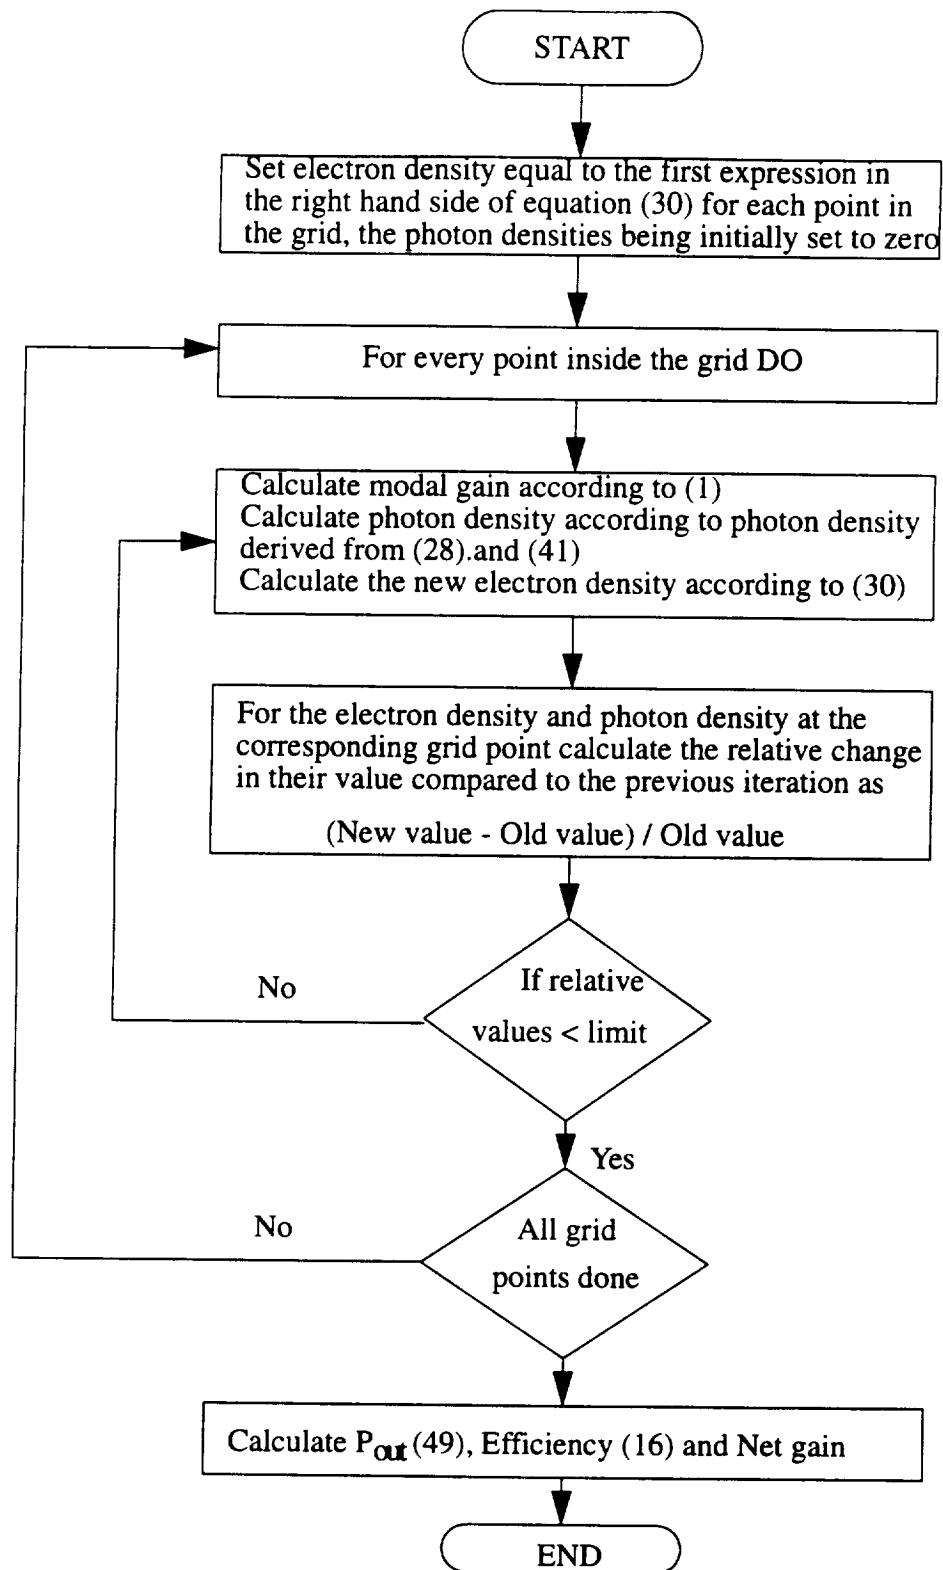 START
Set electron density equal to the first expression in
the right hand side of equation (30) for each point in
the grid, the photon densities being initially set to zero
For every point inside the grid DO
Calculate modal gain according to (1)
Calculate photon density according to photon density
derived from (28).and (41)
Calculate the new electron density according to (30)
For the electron density and photon density at the
corresponding grid point calculate the relative change
in their value compared to the previous iteration as
(New value - Old value) / Old value
If relative
values < limit
No
Yes
All grid
points done
No
Calculate Pout (49), Efficiency (16) and Net gain
END